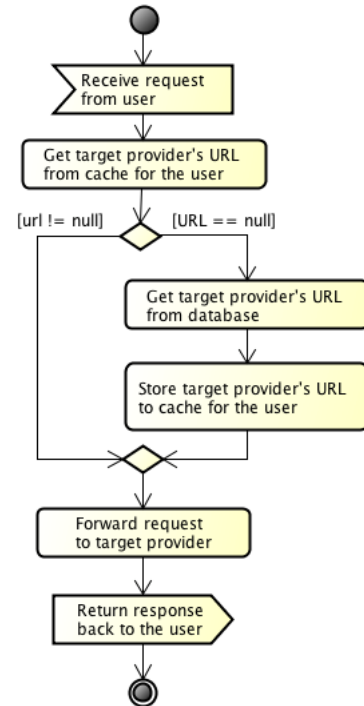 Receive request
from user
Get target provider's URL
from cache for the user
[url != null]
[URL == null]
Get target provider's URL
from database
Store target provider's URL
to cache for the user
Forward request
to target provider
Return response
back to the user